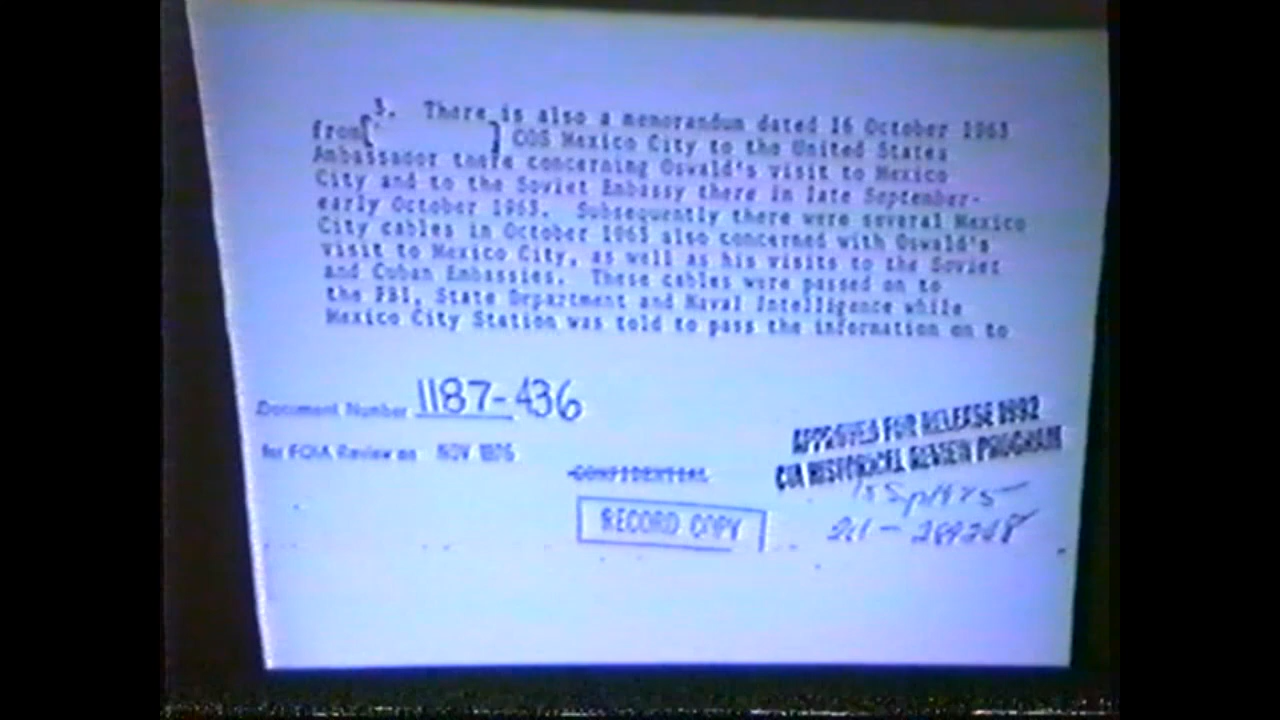 3. There is also a memorandum dated 16 October 1963
from[ ] COS Mexico City to the United States
Ambassador there concerning Oswald's visit to Mexico
City and to the Soviet Embassy there in late September-
early October 1963. Subsequently there were several Mexico
City cables in October 1963 also concerned with Oswald's
visit to Mexico City, as well as his visits to the Soviet
and Cuban Embassies. These cables were passed on to
the FBI, State Department and Naval Intelligence while
Mexico City Station was told to pass the information on to
Document Number 1187-436
for FOIA Review on NOV 1976
CONFIDENTIAL
RECORD COPY
APPROVED FOR RELEASE 1992
CIA HISTORICAL REVIEW PROGRAM
201-289248